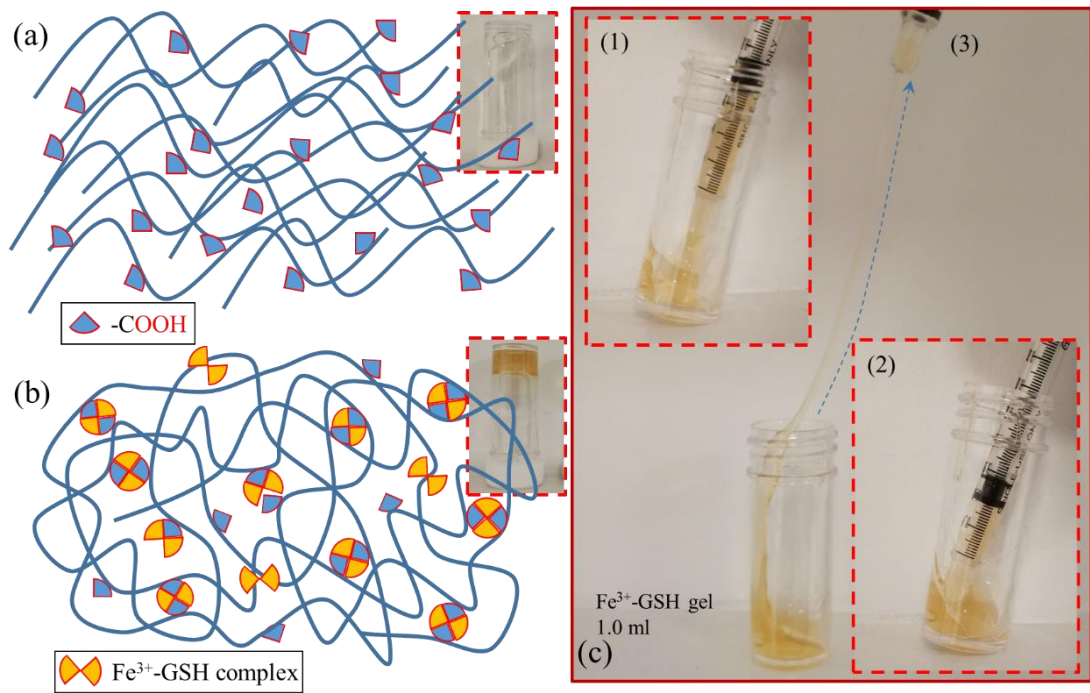 (a)
-COOH
(b)
Fe³⁺-GSH complex
(1)
(3)
(2)
Fe³⁺-GSH gel
1.0 ml
(c)